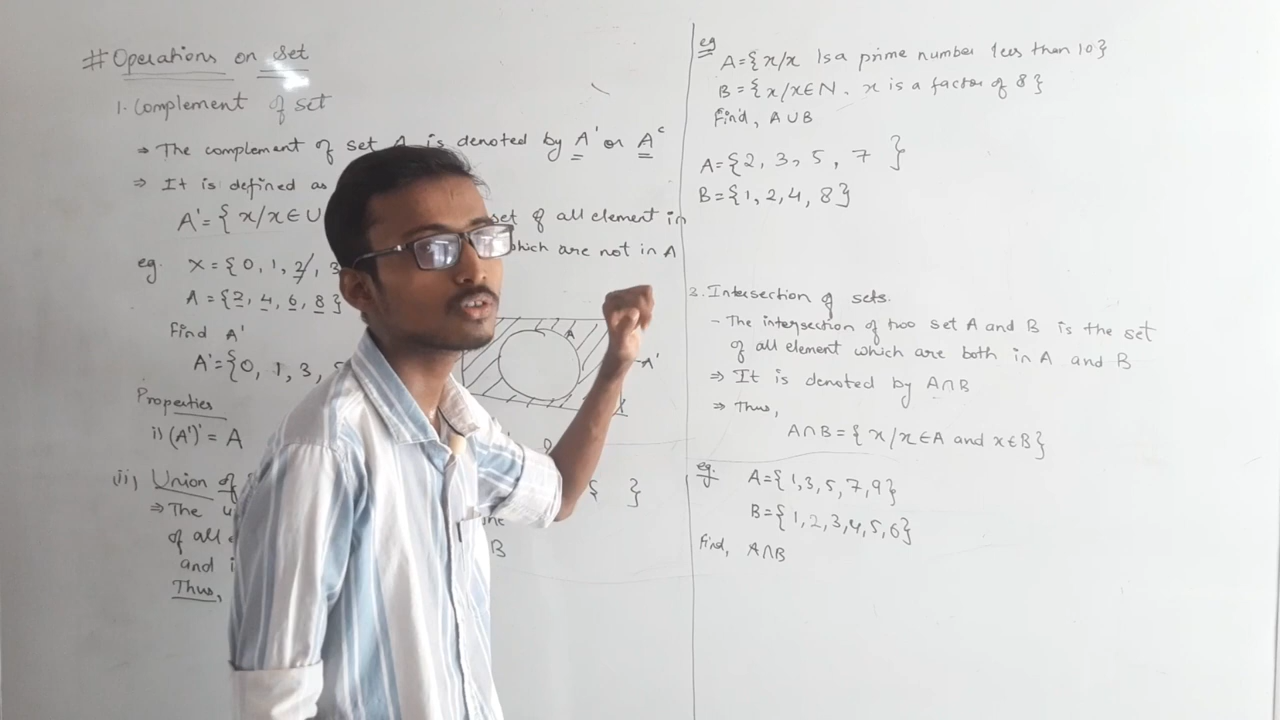 # Operations on set
1. Complement of set
⇒ The complement of set A is denoted by A' or Aᶜ
⇒ It is defined as
A'={ x/x∈U set of all element in
which are not in A
eg. X={ 0, 1, 2, 3
A = {2, 4, 6, 8}
Find A'
A'={0, 1, 3,
A
A'
X
Properties
i) (A')' = A
ii) Union of
⇒ The
{ }
of all
the
and i
B
Thus,
eg
A={ x/x Is a prime number less than 10}
B = { x/x∈N. x is a factor of 8}
Find, A∪B
A={2, 3, 5, 7 }
B={1, 2, 4, 8}
3. Intersection of sets.
- The intersection of two set A and B is the set
of all element which are both in A and B
⇒ It is denoted by A∩B
⇒ Thus,
A∩B={ x/x∈A and x∈B}
eg. A={1,3,5,7,9}
B={1,2,3,4,5,6}
Find, A∩B